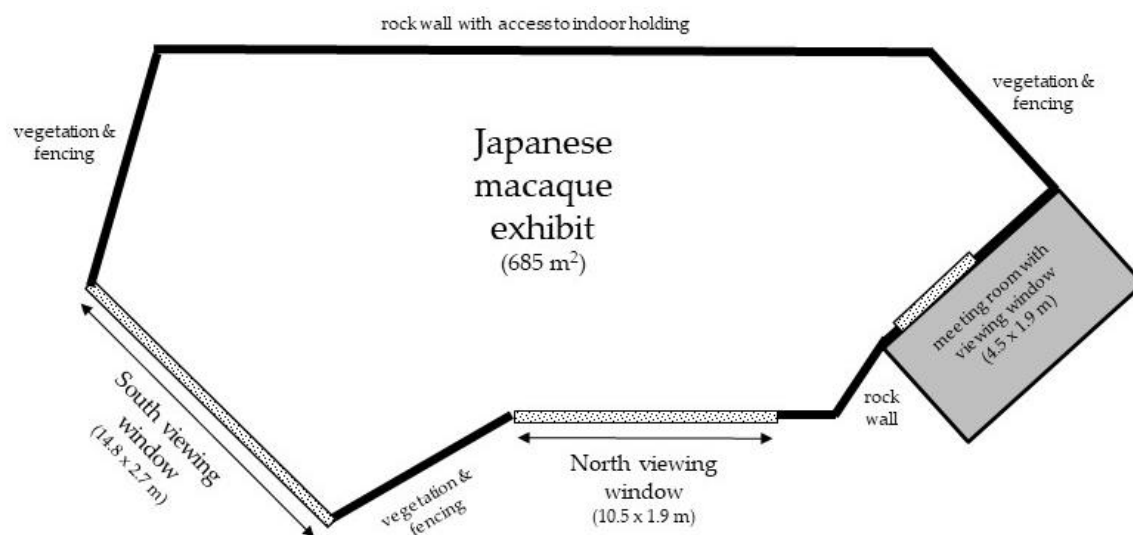 rock wall with access to indoor holding
vegetation &
fencing
vegetation &
fencing
Japanese
macaque
exhibit
(685 m²)
meeting room with
viewing window
(4.5 x 1.9 m)
South viewing
window
(14.8 x 2.7 m)
rock
wall
vegetation &
fencing
North viewing
window
(10.5 x 1.9 m)